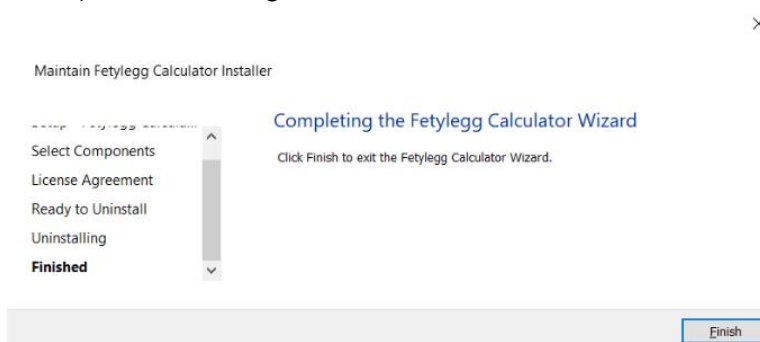 Maintain Fetylegg Calculator Installer
Completing the Fetylegg Calculator Wizard
Click Finish to exit the Fetylegg Calculator Wizard.
Select Components
License Agreement
Ready to Uninstall
Uninstalling
Finished
Finish